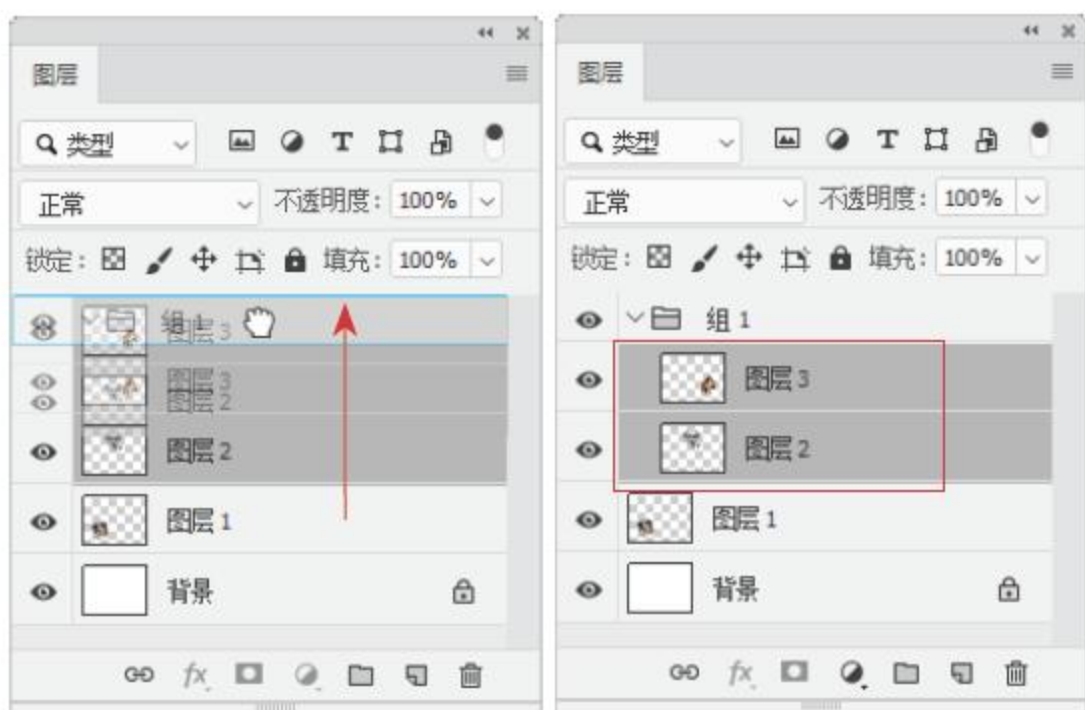 图层
类型
正常 不透明度: 100%
锁定: 填充: 100%
组 1
图层 3
图层 3
图层 2
图层 2
图层 1
背景
fx
图层
类型
正常 不透明度: 100%
锁定: 填充: 100%
组 1
图层 3
图层 2
图层 1
背景
fx